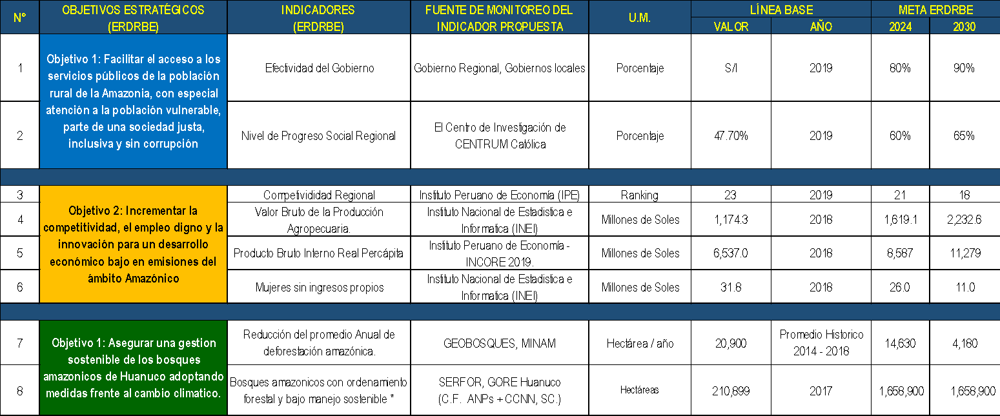 N°
OBJETIVOS ESTRATÉGICOS
(ERDRBE)
INDICADORES
(ERDRBE)
FUENTE DE MONITOREO DEL
INDICADOR PROPUESTA
U.M.
LÍNEA BASE
META ERDRBE
VALOR
AÑO
2024
2030
Objetivo 1: Facilitar el acceso a los
servicios públicos de la población
rural de la Amazonia, con especial
atención a la población vulnerable,
parte de una sociedad justa,
inclusiva y sin corrupción
1
Efectividad del Gobierno
Gobierno Regional, Gobiernos locales
Porcentaje
S/I
2019
80%
90%
2
Nivel de Progreso Social Regional
El Centro de Investigación de
CENTRUM Católica
Porcentaje
47.70%
2019
60%
65%
Objetivo 2: Incrementar la
competitividad, el empleo digno y la
innovación para un desarrollo
económico bajo en emisiones del
ámbito Amazónico
3
Competivididad Regional
Instituto Peruano de Economía (IPE)
Ranking
23
2019
21
18
4
Valor Bruto de la Producción
Agropecuaria.
Instituto Nacional de Estadistica e
Informatica (INEI)
Millones de Soles
1,174.3
2018
1,619.1
2,232.6
5
Producto Bruto Interno Real Percápita
Instituto Peruano de Economía -
INCORE 2019.
Millones de Soles
6,537.0
2018
8,587
11,279
6
Mujeres sin ingresos propios
Instituto Nacional de Estadistica e
Informatica (INEI)
Millones de Soles
31.8
2018
26.0
11.0
Objetivo 1: Asegurar una gestion
sostenible de los bosques
amazonicos de Huanuco adoptando
medidas frente al cambio climatico.
7
Reducción del promedio Anual de
deforestación amazónica.
GEOBOSQUES, MINAM
Hectárea / año
20,900
Promedio Historico
2014 - 2018
14,630
4,180
8
Bosques amazonicos con ordenamiento
forestal y bajo manejo sostenible *
SERFOR, GORE Huanuco
(C.F. ANPs + CCNN, SC.)
Hectáreas
210,899
2017
1,658,900
1,658,900